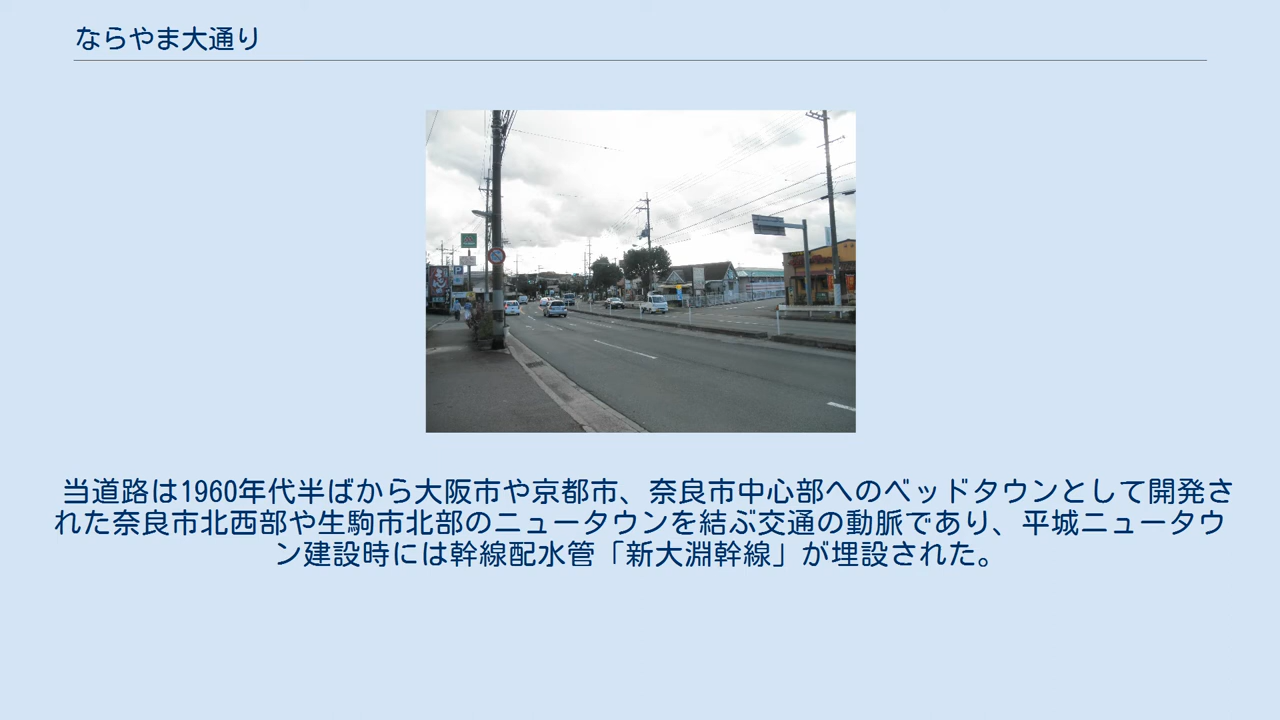 ならやま大通り
当道路は1960年代半ばから大阪市や京都市、奈良市中心部へのベッドタウンとして開発さ
れた奈良市北西部や生駒市北部のニュータウンを結ぶ交通の動脈であり、平城ニュータウ
ン建設時には幹線配水管「新大淵幹線」が埋設された。